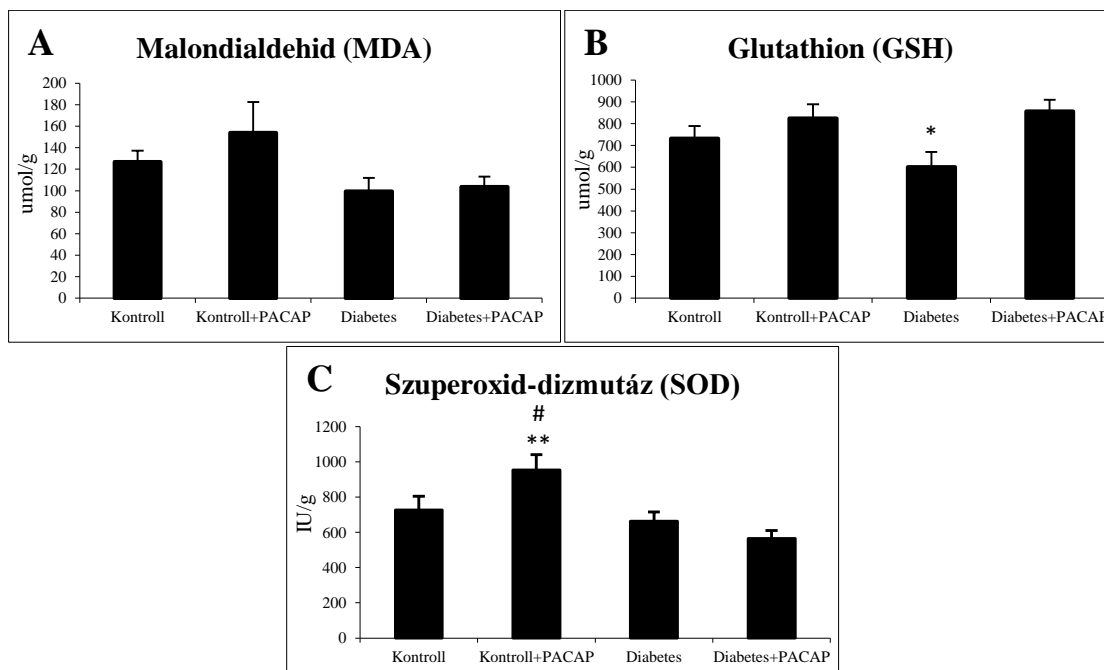 A
Malondialdehid (MDA)
200
180
160
140
120
100
80
60
40
20
0
umol/g
Kontroll Kontroll+PACAP Diabetes Diabetes+PACAP
B
Glutathion (GSH)
1000
900
800
700
600
500
400
300
200
100
0
umol/g
*
Kontroll Kontroll+PACAP Diabetes Diabetes+PACAP
C
Szuperoxid-dizmutáz (SOD)
#
**
1200
1000
800
600
400
200
0
IU/g
Kontroll Kontroll+PACAP Diabetes Diabetes+PACAP